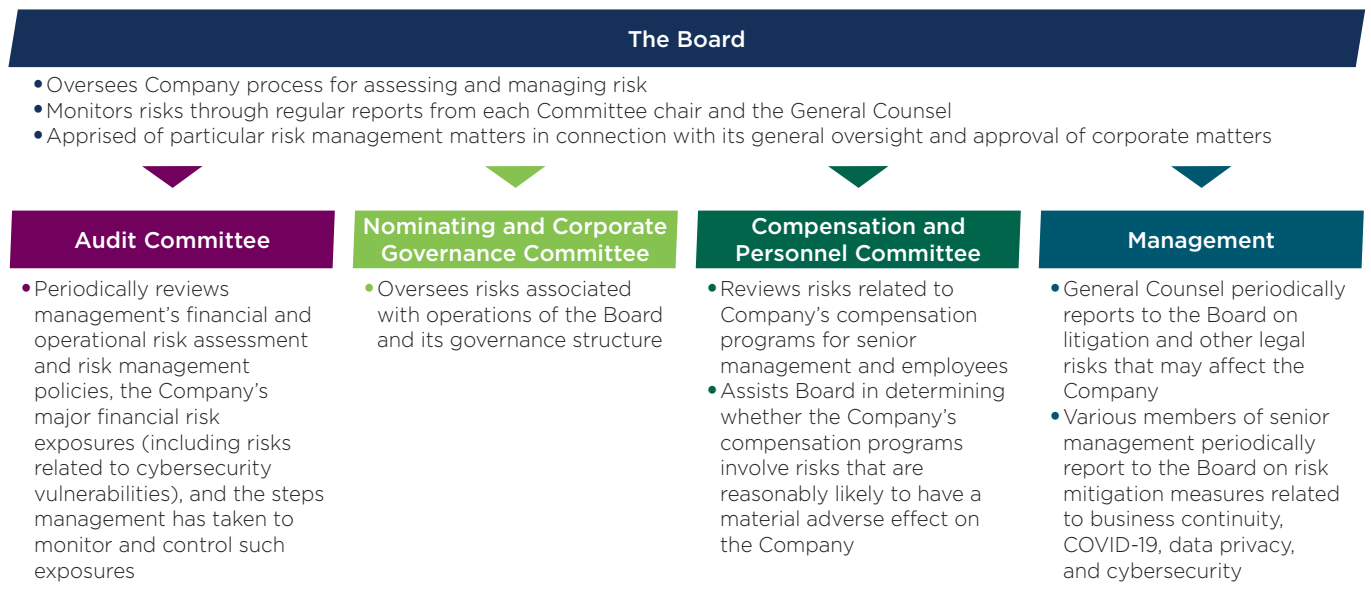 The Board
• Oversees Company process for assessing and managing risk
• Monitors risks through regular reports from each Committee chair and the General Counsel
• Apprised of particular risk management matters in connection with its general oversight and approval of corporate matters
Audit Committee
• Periodically reviews
management’s financial and
operational risk assessment
and risk management
policies, the Company’s
major financial risk
exposures (including risks
related to cybersecurity
vulnerabilities), and the steps
management has taken to
monitor and control such
exposures
Nominating and Corporate
Governance Committee
• Oversees risks associated
with operations of the Board
and its governance structure
Compensation and
Personnel Committee
• Reviews risks related to
Company’s compensation
programs for senior
management and employees
• Assists Board in determining
whether the Company’s
compensation programs
involve risks that are
reasonably likely to have a
material adverse effect on
the Company
Management
• General Counsel periodically
reports to the Board on
litigation and other legal
risks that may affect the
Company
• Various members of senior
management periodically
report to the Board on risk
mitigation measures related
to business continuity,
COVID-19, data privacy,
and cybersecurity